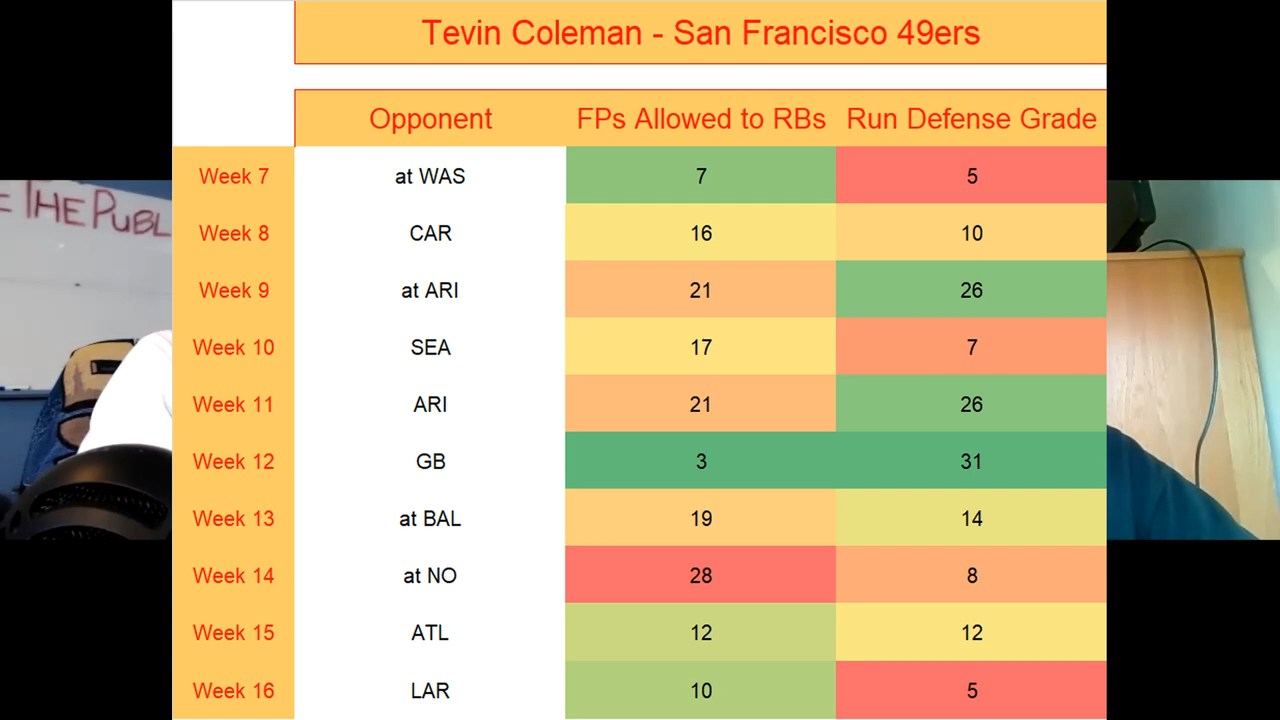 Tevin Coleman - San Francisco 49ers
Opponent FPs Allowed to RBs Run Defense Grade
Week 7 at WAS 7 5
Week 8 CAR 16 10
Week 9 at ARI 21 26
Week 10 SEA 17 7
Week 11 ARI 21 26
Week 12 GB 3 31
Week 13 at BAL 19 14
Week 14 at NO 28 8
Week 15 ATL 12 12
Week 16 LAR 10 5
THE PUBL